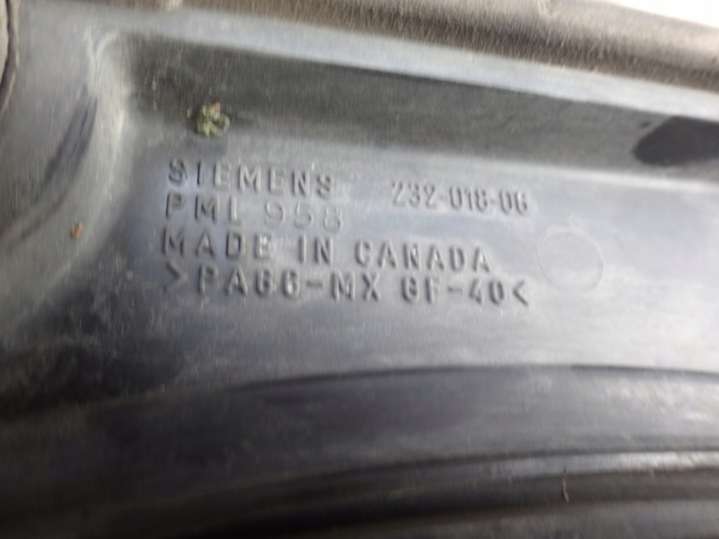 SIEMENS 232-018-06
PML 958
MADE IN CANADA
>PA66-MX GF-40<